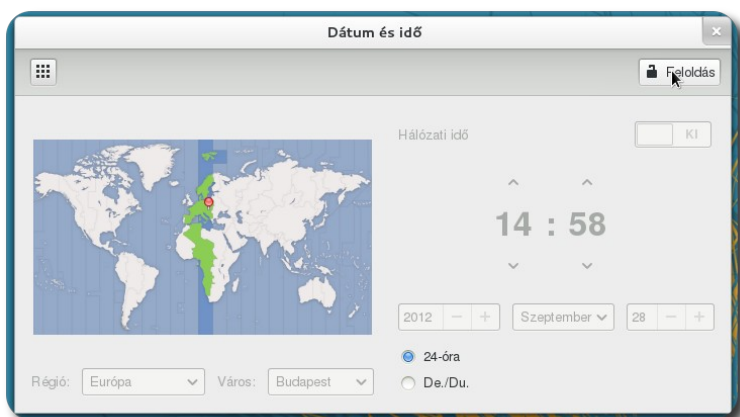 Dátum és idő
Feloldás
Hálózati idő
KI
14 : 58
2012
Szeptember
28
24-óra
De./Du.
Régió: Európa Város: Budapest